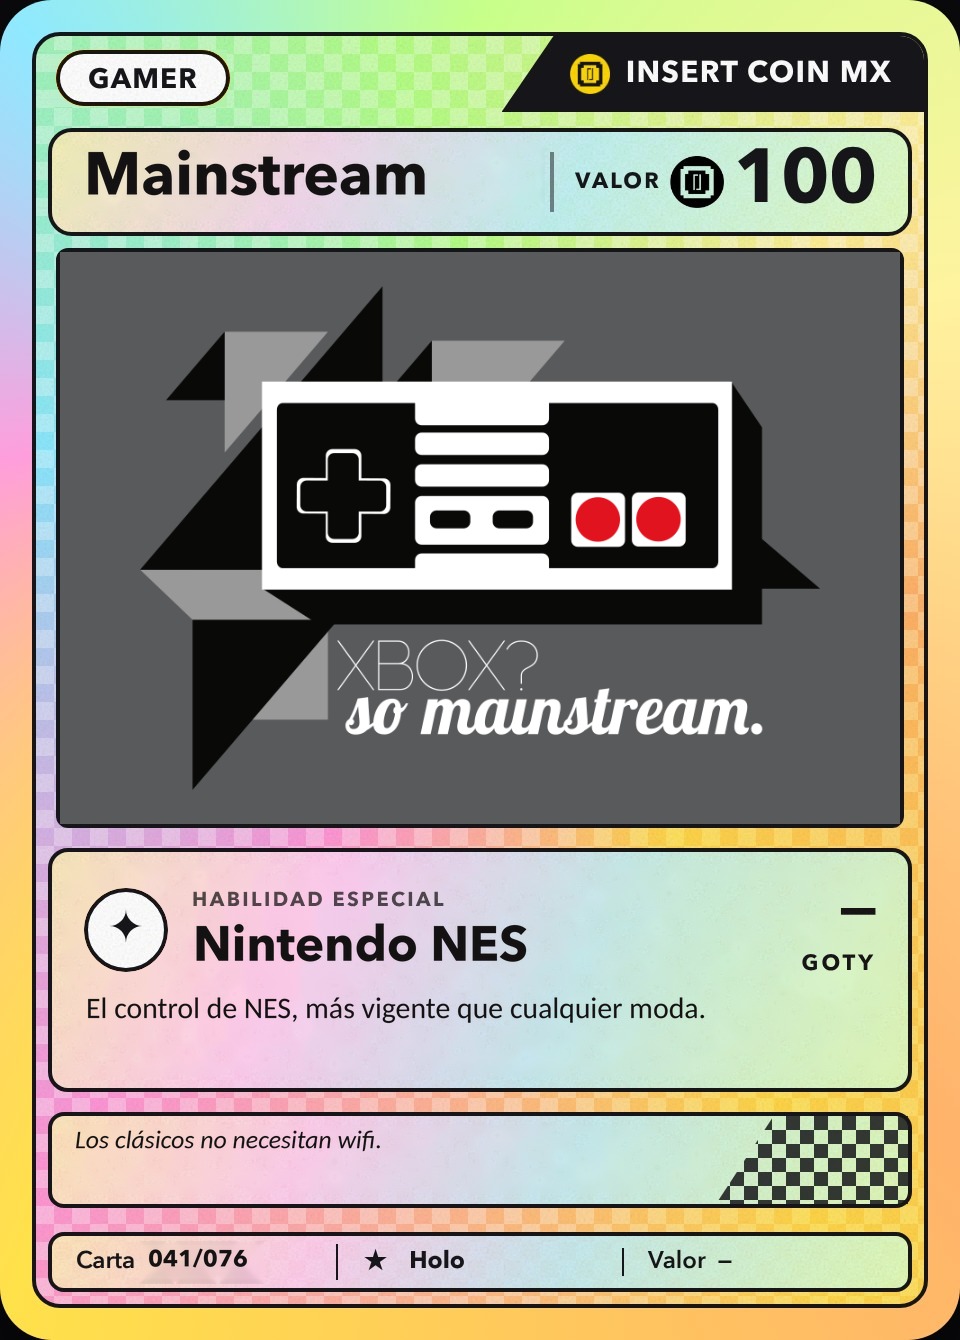 GAMER
INSERT COIN MX
Mainstream
VALOR 100
XBOX?
so mainstream.
HABILIDAD ESPECIAL
Nintendo NES
–
GOTY
El control de NES, más vigente que cualquier moda.
Los clásicos no necesitan wifi.
Carta 041/076 ★ Holo Valor –